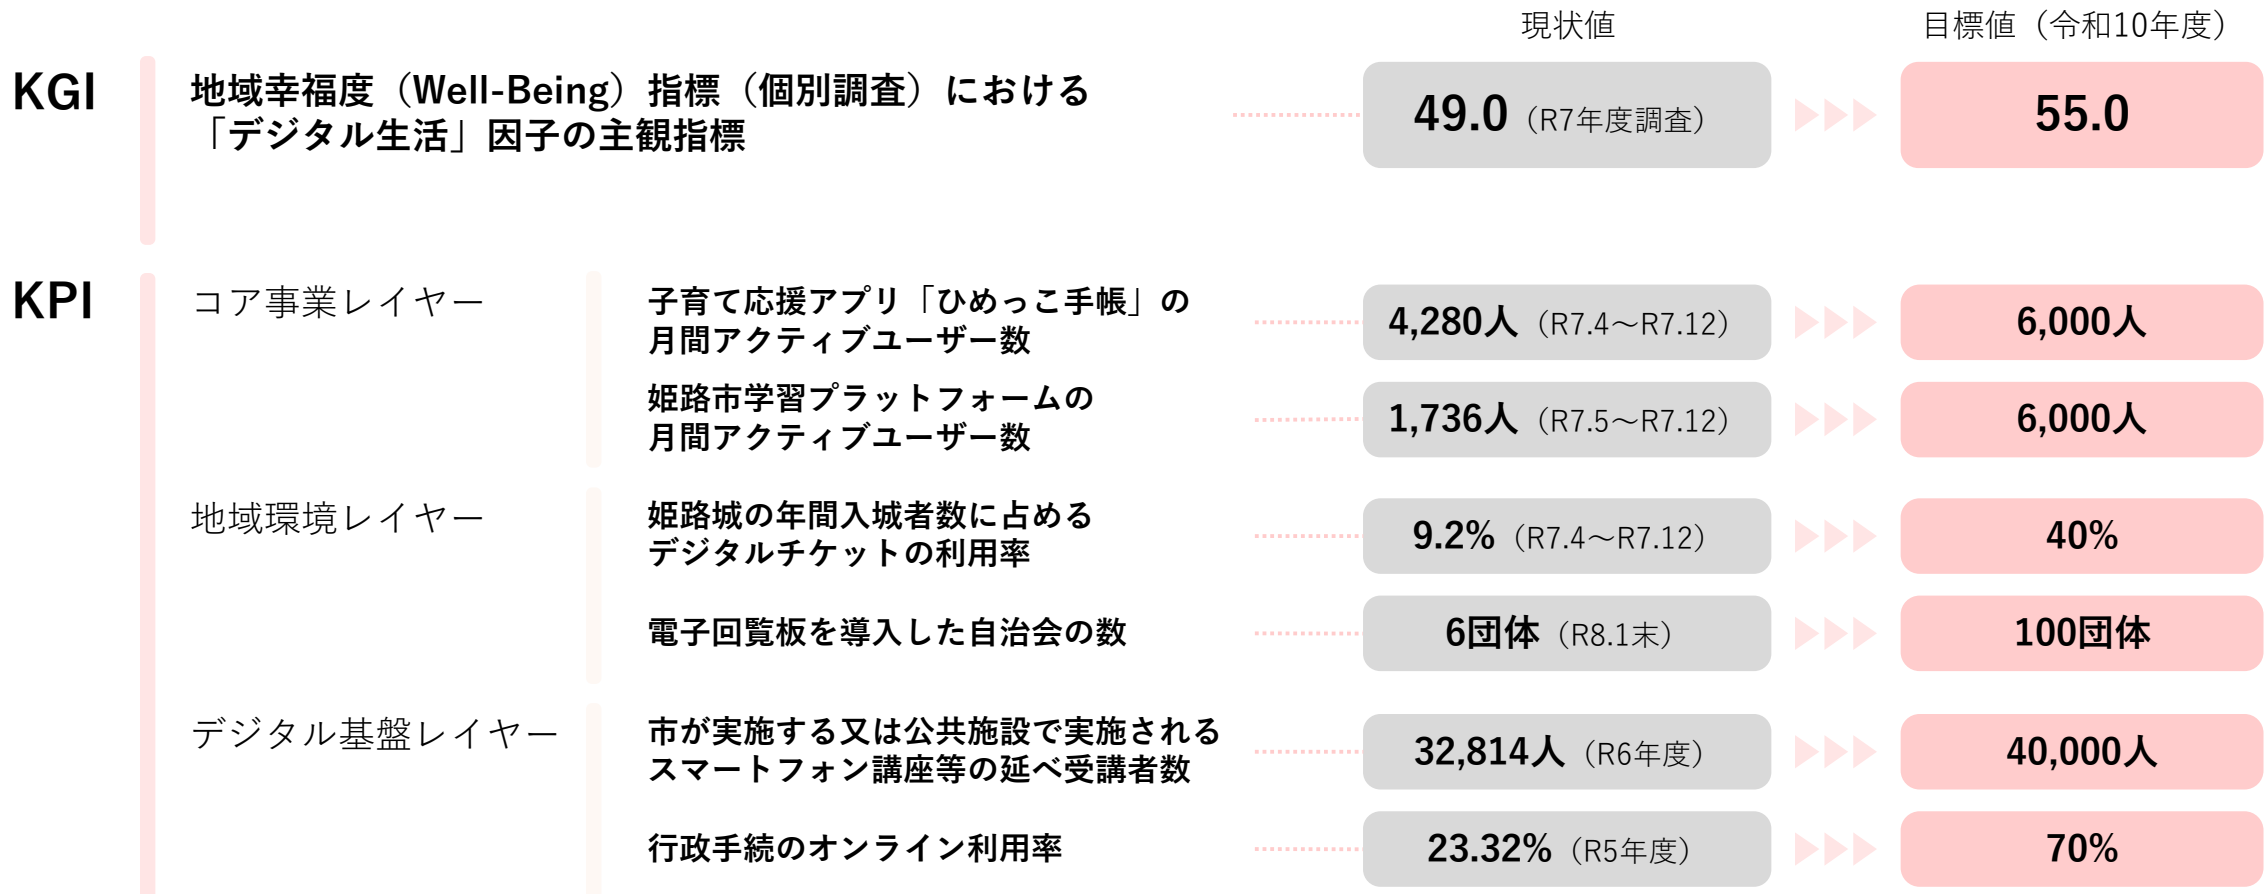 現状値
目標値（令和10年度）
KGI
地域幸福度（Well-Being）指標（個別調査）における
「デジタル生活」因子の主観指標
49.0（R7年度調査）
55.0
KPI
コア事業レイヤー
子育て応援アプリ「ひめっこ手帳」の
月間アクティブユーザー数
4,280人（R7.4～R7.12）
6,000人
姫路市学習プラットフォームの
月間アクティブユーザー数
1,736人（R7.5～R7.12）
6,000人
地域環境レイヤー
姫路城の年間入城者数に占める
デジタルチケットの利用率
9.2%（R7.4～R7.12）
40%
電子回覧板を導入した自治会の数
6団体（R8.1末）
100団体
デジタル基盤レイヤー
市が実施する又は公共施設で実施される
スマートフォン講座等の延べ受講者数
32,814人（R6年度）
40,000人
行政手続のオンライン利用率
23.32%（R5年度）
70%